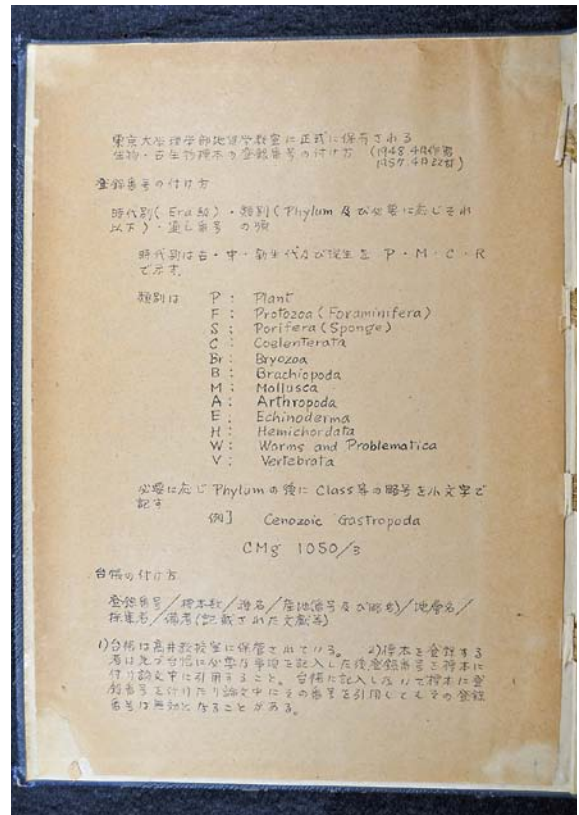 東京大学理学部地質学教室に正式に保存される
生物・古生物標本の登録番号の付け方 (1948.4月作製
1957.4月22日)
登録番号の付け方
時代別(Era級)・類別(Phylum 及び必要に応じそれ
以下)・通し番号 の順
時代別は古・中・新生代及び現生を P・M・C・R
で示す.
類別は P: Plant
F: Protozoa (Foraminifera)
S: Porifera (Sponge)
C: Coelenterata
Br: Bryozoa
B: Brachiopoda
M: Mollusca
A: Arthropoda
E: Echinoderma
H: Hemichordata
W: Worms and Problematica
V: Vertebrata
必要に応じ Phylum の後に Class 等の略号を小文字で
記す
例] Cenozoic Gastropoda
CMg 1050/3
台帳の付け方
登録番号/標本数/種名/産地(番号及び略号)/地層名/
採集者/備考(記載された文献等)
1)台帳は高井教授室に保管されている。 2)標本を登録する
者は先づ台帳に必要な事項を記入した後登録番号を標本に
付け論文中に引用すること。台帳に記入しないで標本に登
録番号を付けたり論文中にその番号を引用してもその登録
番号は無効となることがある。